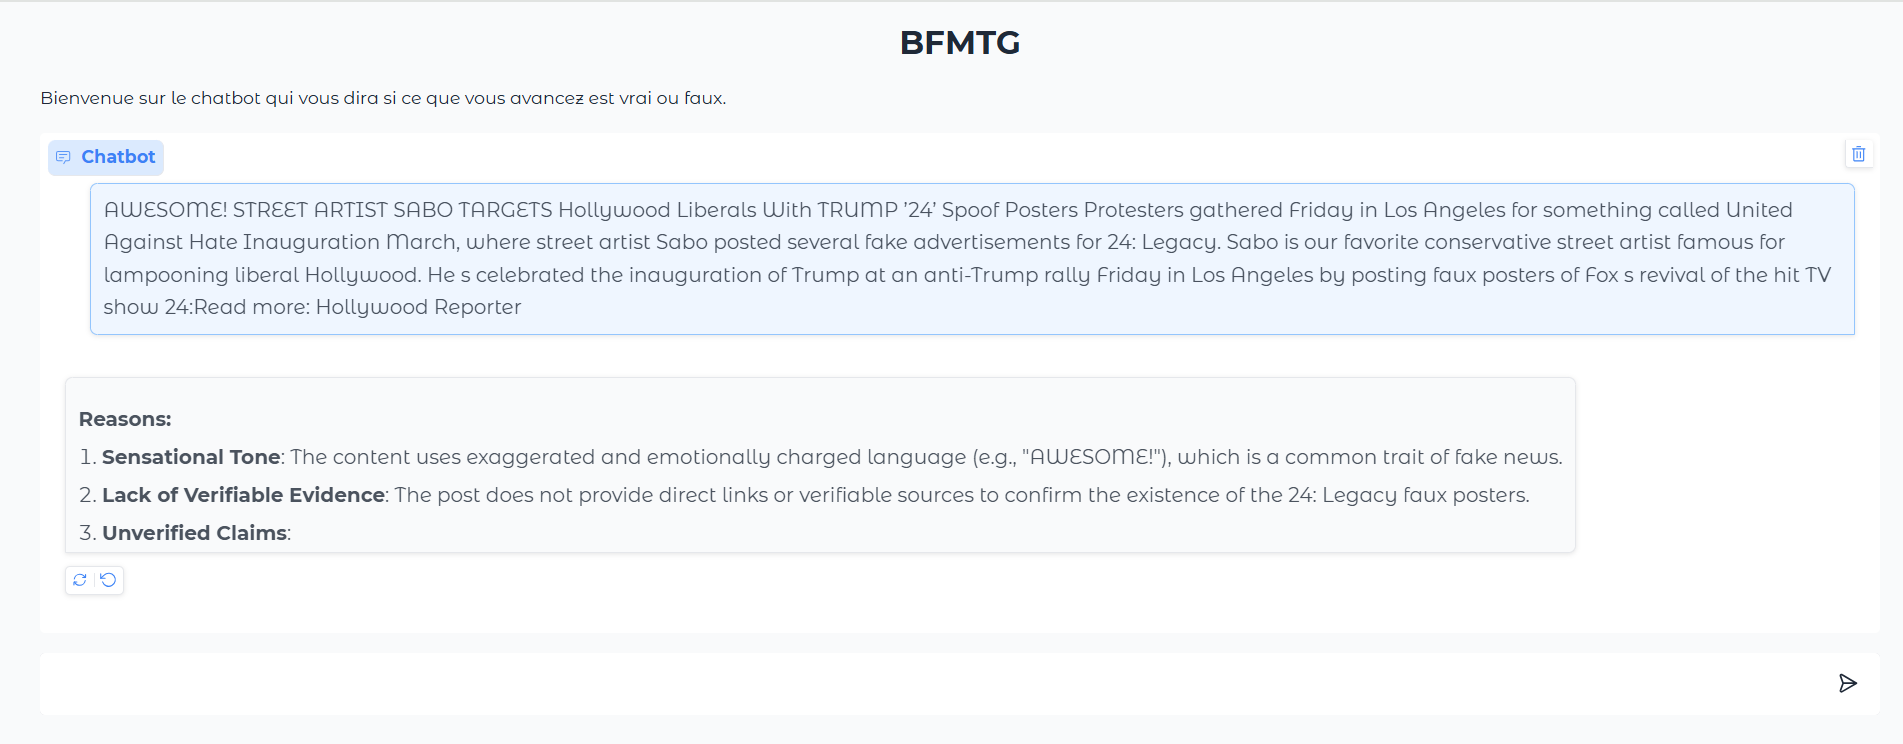 BFMTG
Bienvenue sur le chatbot qui vous dira si ce que vous avancez est vrai ou faux.
Chatbot
AWESOME! STREET ARTIST SABO TARGETS Hollywood Liberals With TRUMP ’24’ Spoof Posters Protesters gathered Friday in Los Angeles for something called United
Against Hate Inauguration March, where street artist Sabo posted several fake advertisements for 24: Legacy. Sabo is our favorite conservative street artist famous for
lampooning liberal Hollywood. He s celebrated the inauguration of Trump at an anti-Trump rally Friday in Los Angeles by posting faux posters of Fox s revival of the hit TV
show 24:Read more: Hollywood Reporter
Reasons:
1. Sensational Tone: The content uses exaggerated and emotionally charged language (e.g., "AWESOME!"), which is a common trait of fake news.
2. Lack of Verifiable Evidence: The post does not provide direct links or verifiable sources to confirm the existence of the 24: Legacy faux posters.
3. Unverified Claims: